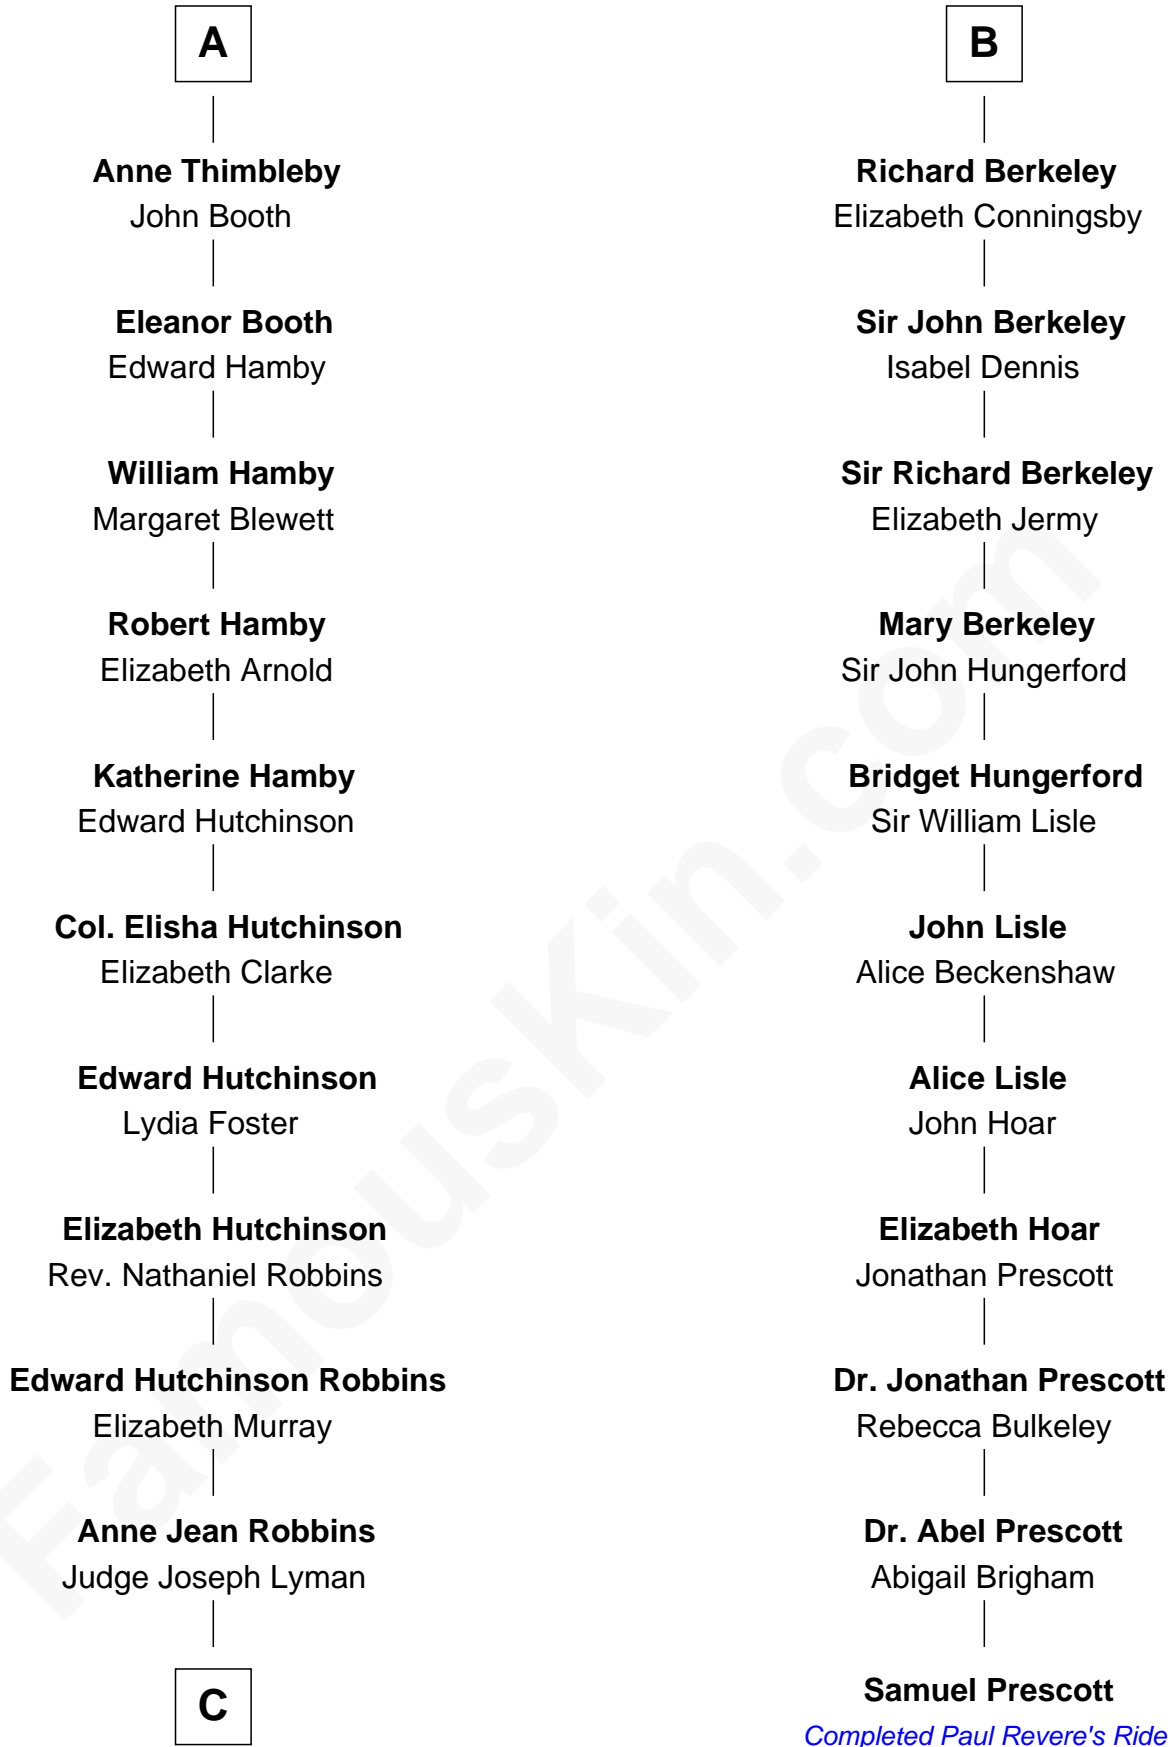 A
Anne Thimbleby
John Booth
Eleanor Booth
Edward Hamby
William Hamby
Margaret Blewett
Robert Hamby
Elizabeth Arnold
Katherine Hamby
Edward Hutchinson
Col. Elisha Hutchinson
Elizabeth Clarke
Edward Hutchinson
Lydia Foster
Elizabeth Hutchinson
Rev. Nathaniel Robbins
Edward Hutchinson Robbins
Elizabeth Murray
Anne Jean Robbins
Judge Joseph Lyman
C
B
Richard Berkeley
Elizabeth Conningsby
Sir John Berkeley
Isabel Dennis
Sir Richard Berkeley
Elizabeth Jermy
Mary Berkeley
Sir John Hungerford
Bridget Hungerford
Sir William Lisle
John Lisle
Alice Beckenshaw
Alice Lisle
John Hoar
Elizabeth Hoar
Jonathan Prescott
Dr. Jonathan Prescott
Rebecca Bulkeley
Dr. Abel Prescott
Abigail Brigham
Samuel Prescott
Completed Paul Revere's Ride
FamousKin.com